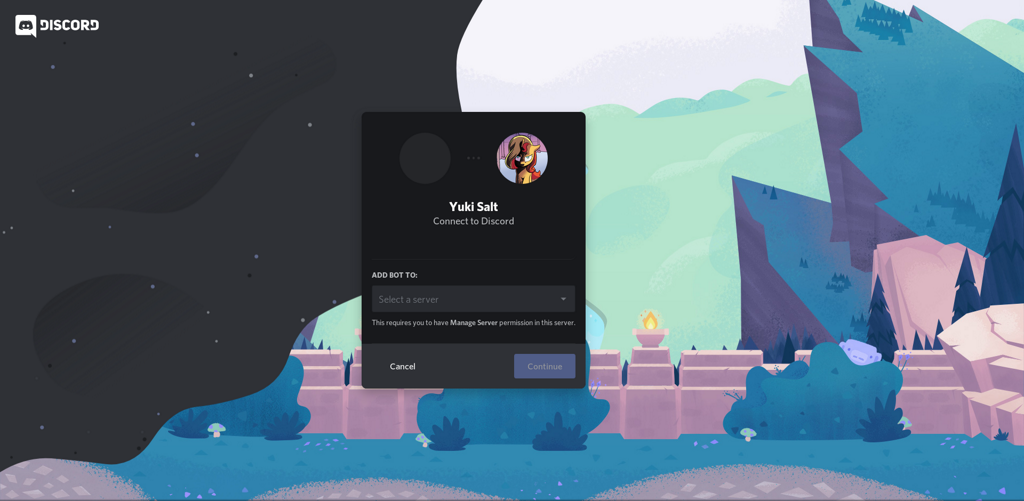 DISCORD
Yuki Salt
Connect to Discord
ADD BOT TO:
Select a server
This requires you to have Manage Server permission in this server.
Cancel
Continue